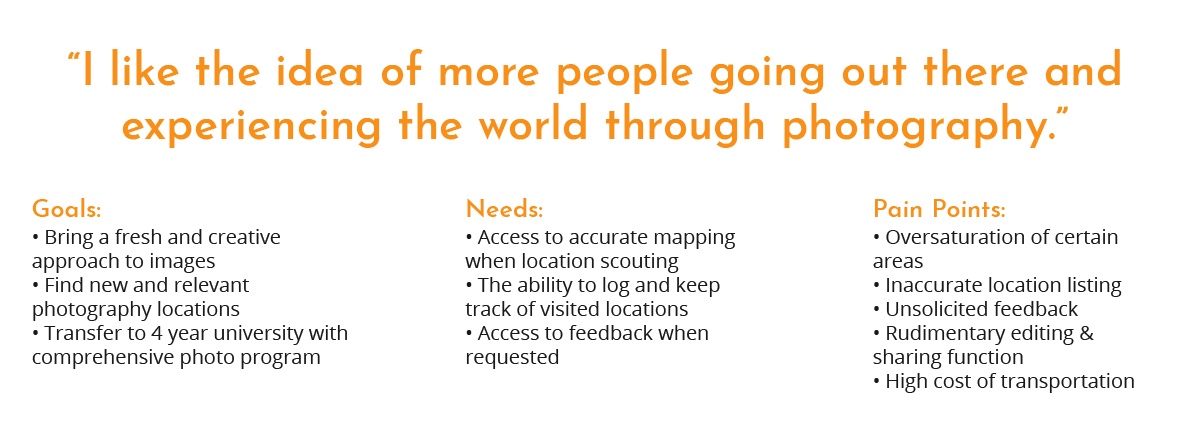 “I like the idea of more people going out there and
experiencing the world through photography.”
Goals:
• Bring a fresh and creative
approach to images
• Find new and relevant
photography locations
• Transfer to 4 year university with
comprehensive photo program
Needs:
• Access to accurate mapping
when location scouting
• The ability to log and keep
track of visited locations
• Access to feedback when
requested
Pain Points:
• Oversaturation of certain
areas
• Inaccurate location listing
• Unsolicited feedback
• Rudimentary editing &
sharing function
• High cost of transportation